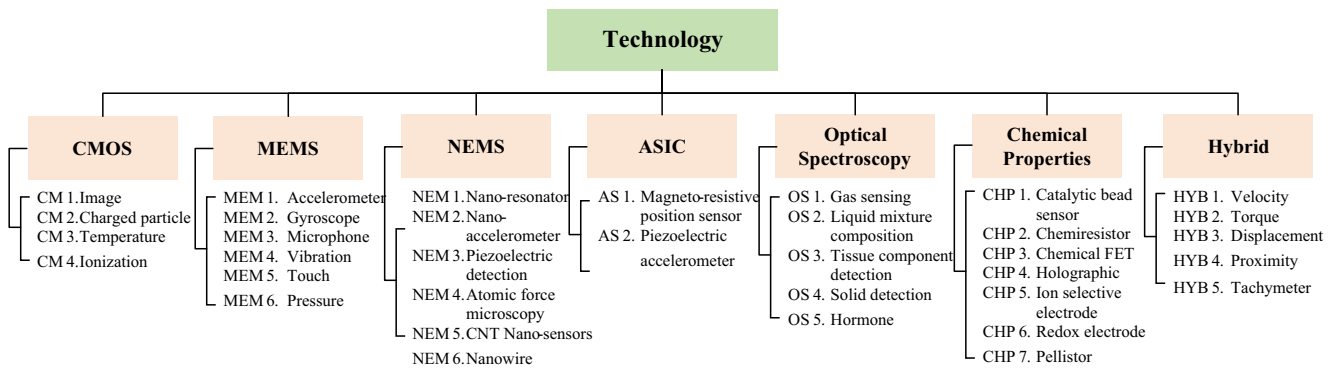 Technology
CMOS
CM 1.Image
CM 2.Charged particle
CM 3.Temperature
CM 4.Ionization
MEMS
MEM 1. Accelerometer
MEM 2. Gyroscope
MEM 3. Microphone
MEM 4. Vibration
MEM 5. Touch
MEM 6. Pressure
NEMS
NEM 1.Nano-resonator
NEM 2.Nano-
accelerometer
NEM 3.Piezoelectric
detection
NEM 4.Atomic force
microscopy
NEM 5.CNT Nano-sensors
NEM 6.Nanowire
ASIC
AS 1. Magneto-resistive
position sensor
AS 2. Piezoelectric
accelerometer
Optical
Spectroscopy
OS 1. Gas sensing
OS 2. Liquid mixture
composition
OS 3. Tissue component
detection
OS 4. Solid detection
OS 5. Hormone
Chemical
Properties
CHP 1. Catalytic bead
sensor
CHP 2. Chemiresistor
CHP 3. Chemical FET
CHP 4. Holographic
CHP 5. Ion selective
electrode
CHP 6. Redox electrode
CHP 7. Pellistor
Hybrid
HYB 1. Velocity
HYB 2. Torque
HYB 3. Displacement
HYB 4. Proximity
HYB 5. Tachymeter